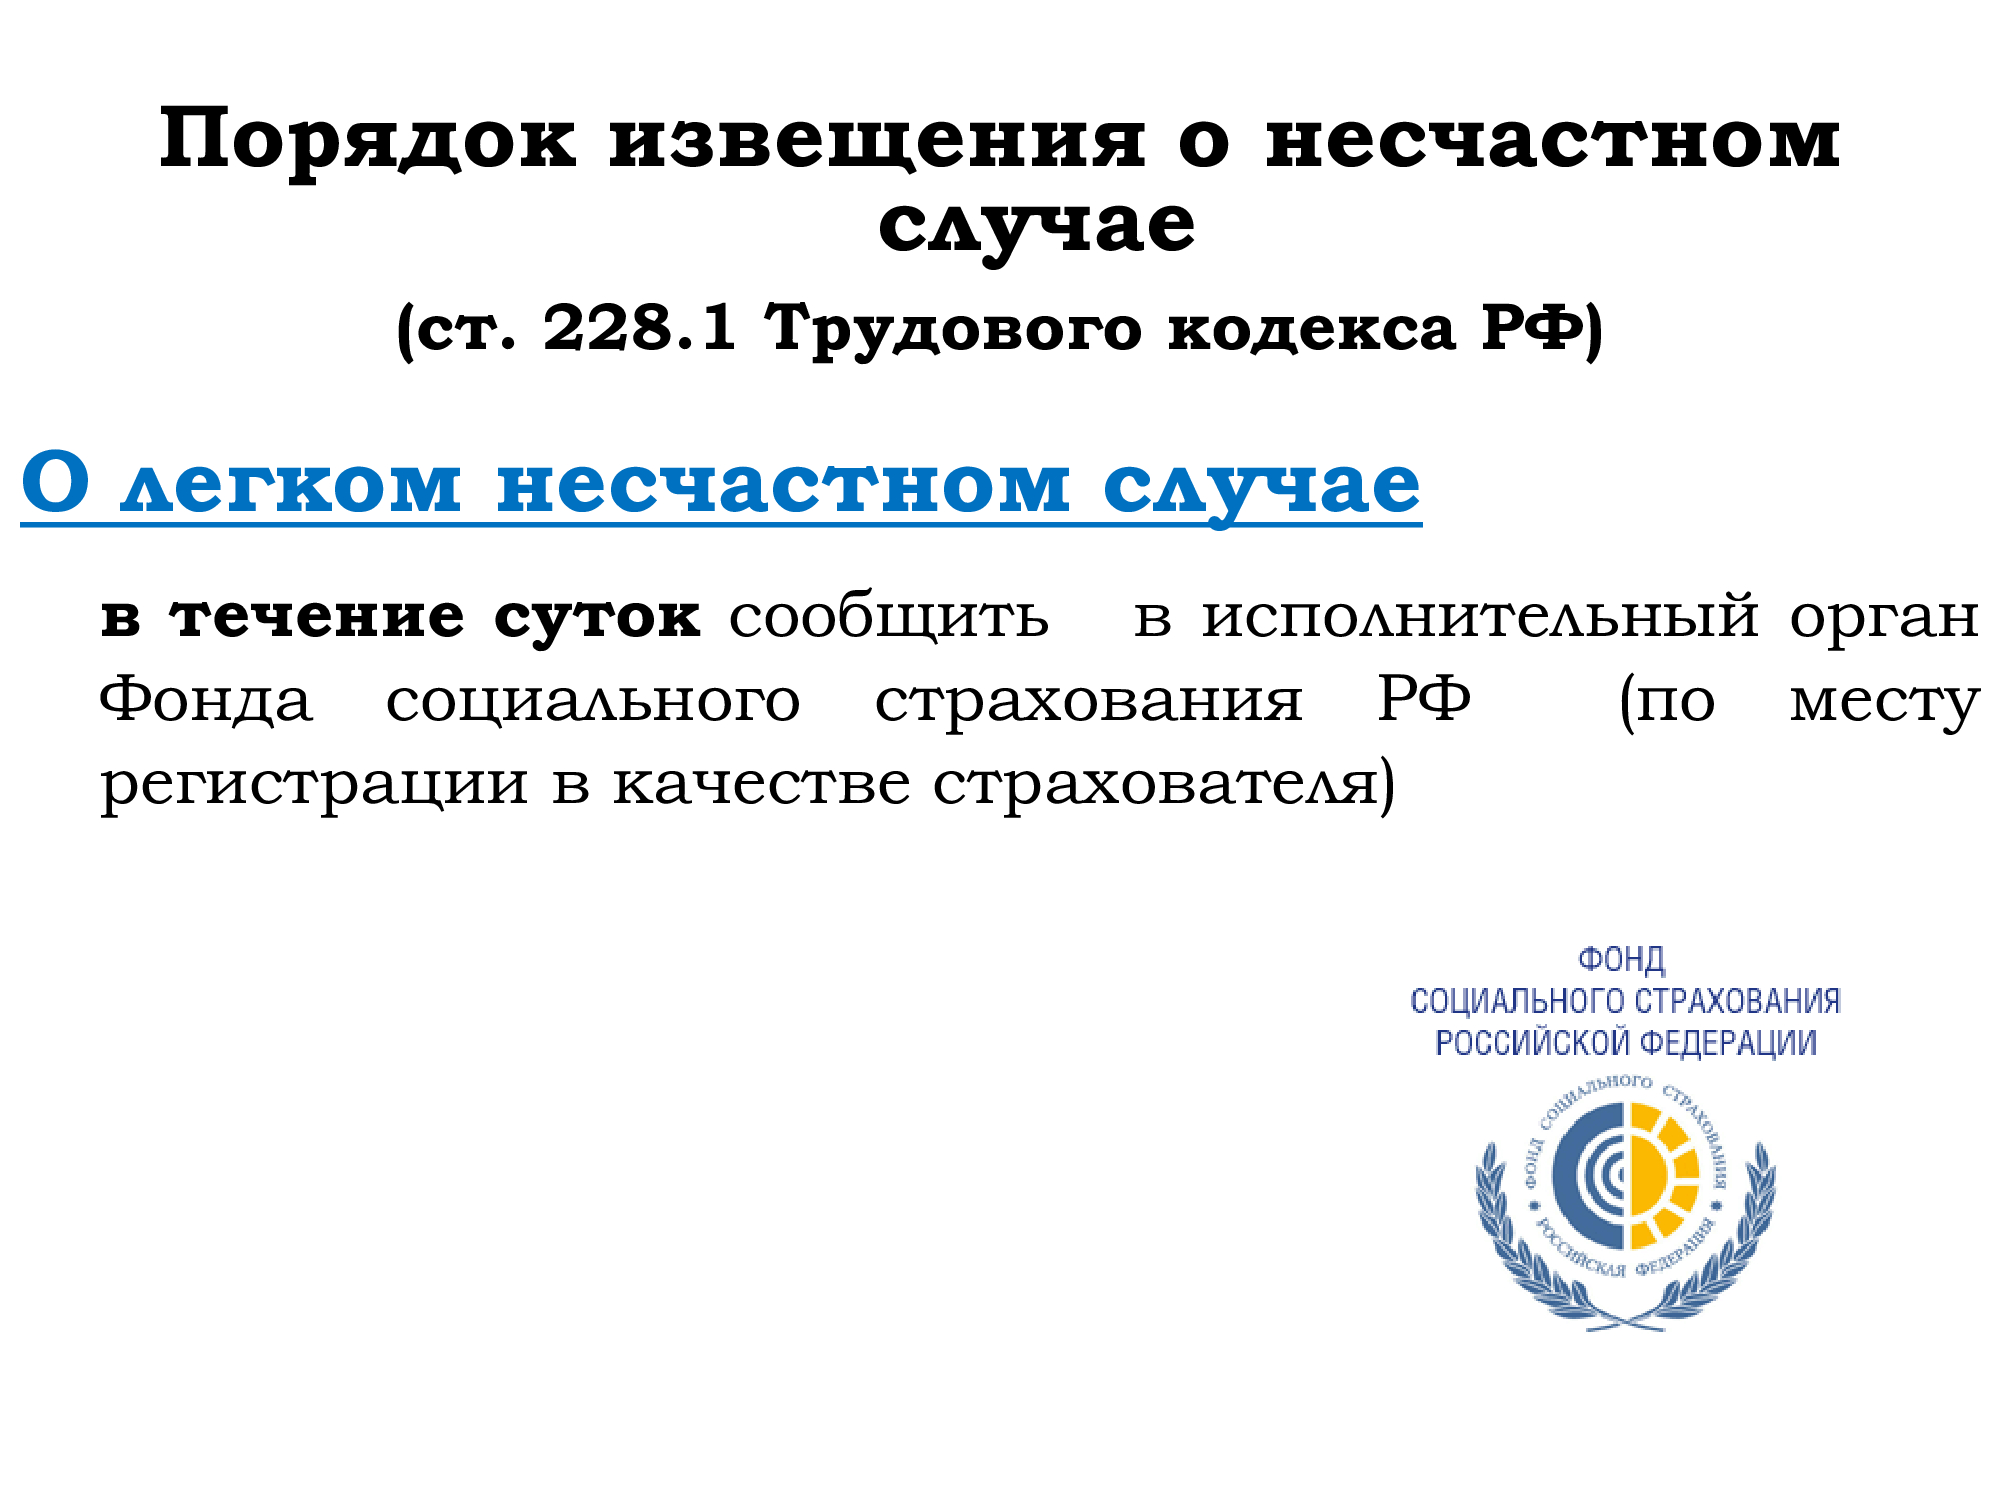 Порядок извещения о несчастном
случае
(ст. 228.1 Трудового кодекса РФ)
О легком несчастном случае
в течение суток сообщить в исполнительный орган
Фонда социального страхования РФ (по месту
регистрации в качестве страхователя)
ФОНД
СОЦИАЛЬНОГО СТРАХОВАНИЯ
РОССИЙСКОЙ ФЕДЕРАЦИИ
ФОНД СОЦИАЛЬНОГО СТРАХОВАНИЯ
РОССИЙСКАЯ ФЕДЕРАЦИЯ